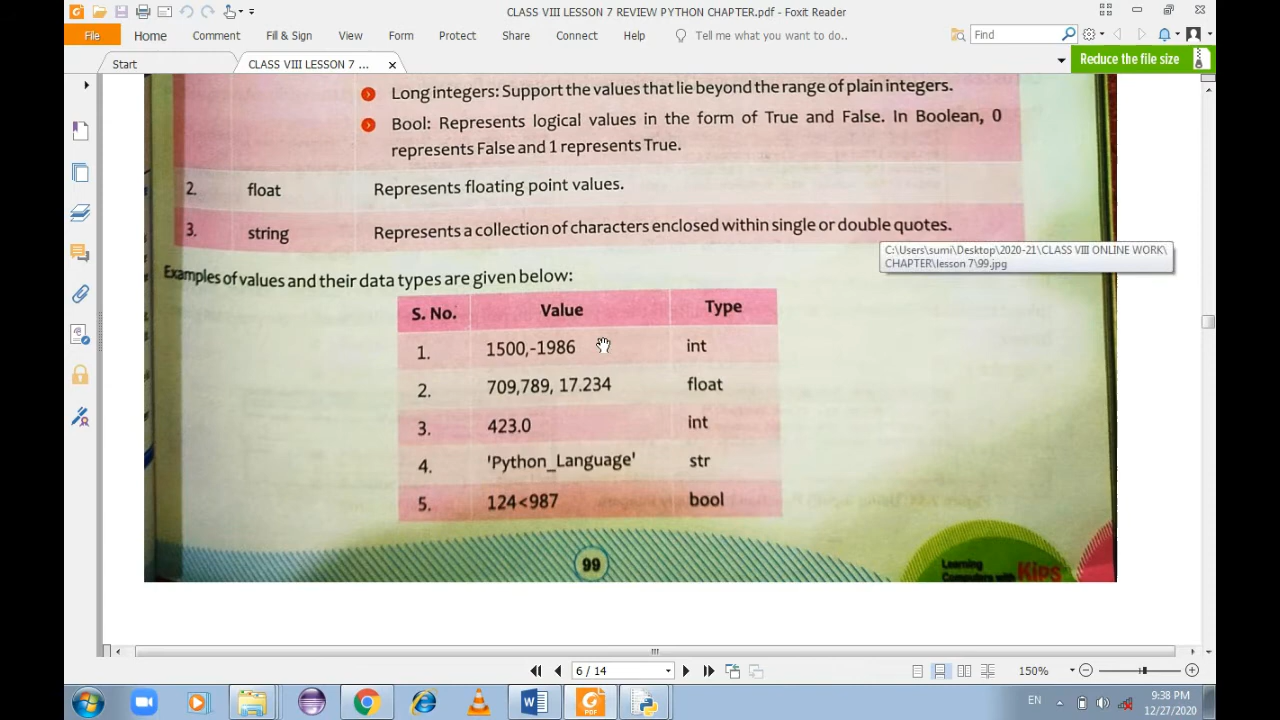 CLASS VIII LESSON 7 REVIEW PYTHON CHAPTER.pdf - Foxit Reader
File Home Comment Fill & Sign View Form Protect Share Connect Help Tell me what you want to do.. Find
Start CLASS VIII LESSON 7 ... Reduce the file size
Long integers: Support the values that lie beyond the range of plain integers.
Bool: Represents logical values in the form of True and False. In Boolean, 0
represents False and 1 represents True.
2. float Represents floating point values.
3. string Represents a collection of characters enclosed within single or double quotes.
C:\Users\sumi\Desktop\2020-21\CLASS VIII ONLINE WORK\
CHAPTER\lesson 7\99.jpg
Examples of values and their data types are given below:
S. No. Value Type
1. 1500,-1986 int
2. 709,789, 17.234 float
3. 423.0 int
4. 'Python_Language' str
5. 124<987 bool
99
Learning
Computers with Kips
6 / 14 150%
EN 9:38 PM
12/27/2020